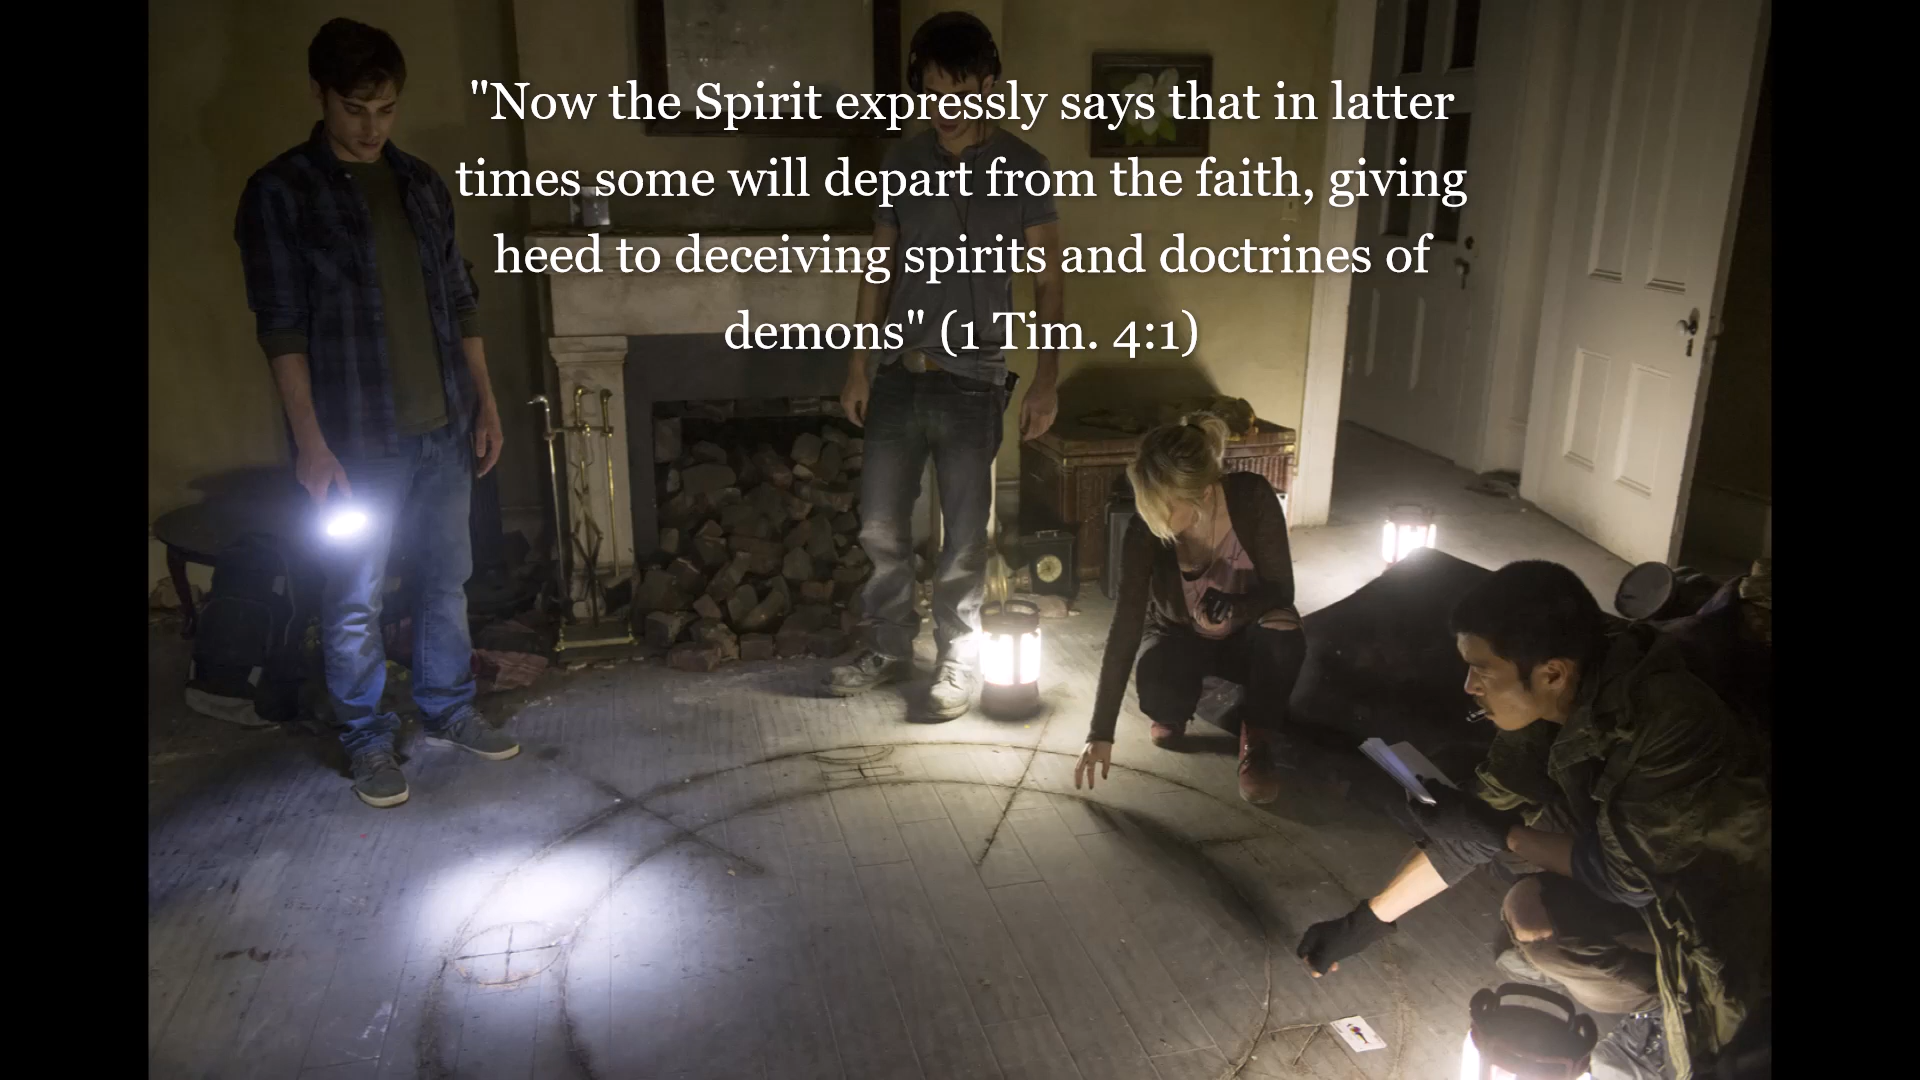 "Now the Spirit expressly says that in latter
times some will depart from the faith, giving
heed to deceiving spirits and doctrines of
demons" (1 Tim. 4:1)